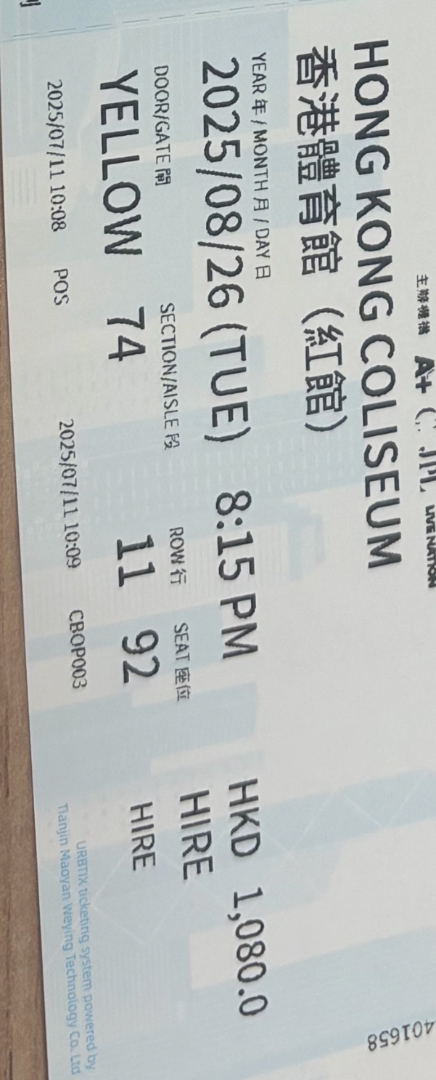 主聯機構 A+ LIVE NATION
HONG KONG COLISEUM
香港體育館 (紅館)
YEAR 年 / MONTH 月 / DAY 日
2025/08/26 (TUE) 8:15 PM HKD 1,080.0
DOOR/GATE 閘 SECTION/AISLE 段 ROW 行 SEAT 座位 HIRE
YELLOW 74 11 92 HIRE
2025/07/11 10:08 POS 2025/07/11 10:09 CBOP003
URBTIX ticketing system powered by
Tianjin Maoyan Weying Technology Co. Ltd
401658